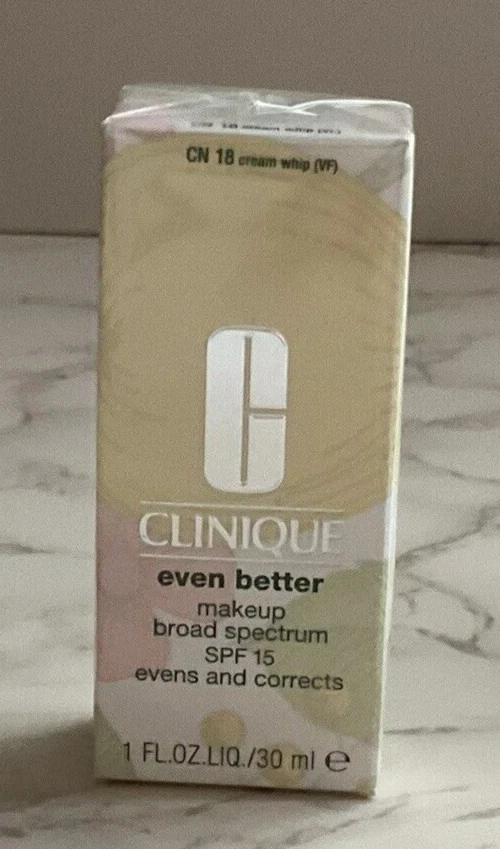 CN 18 cream whip (VF)
CLINIQUE
even better
makeup
broad spectrum
SPF 15
evens and corrects
1 FL.OZ.LIQ./30 ml e